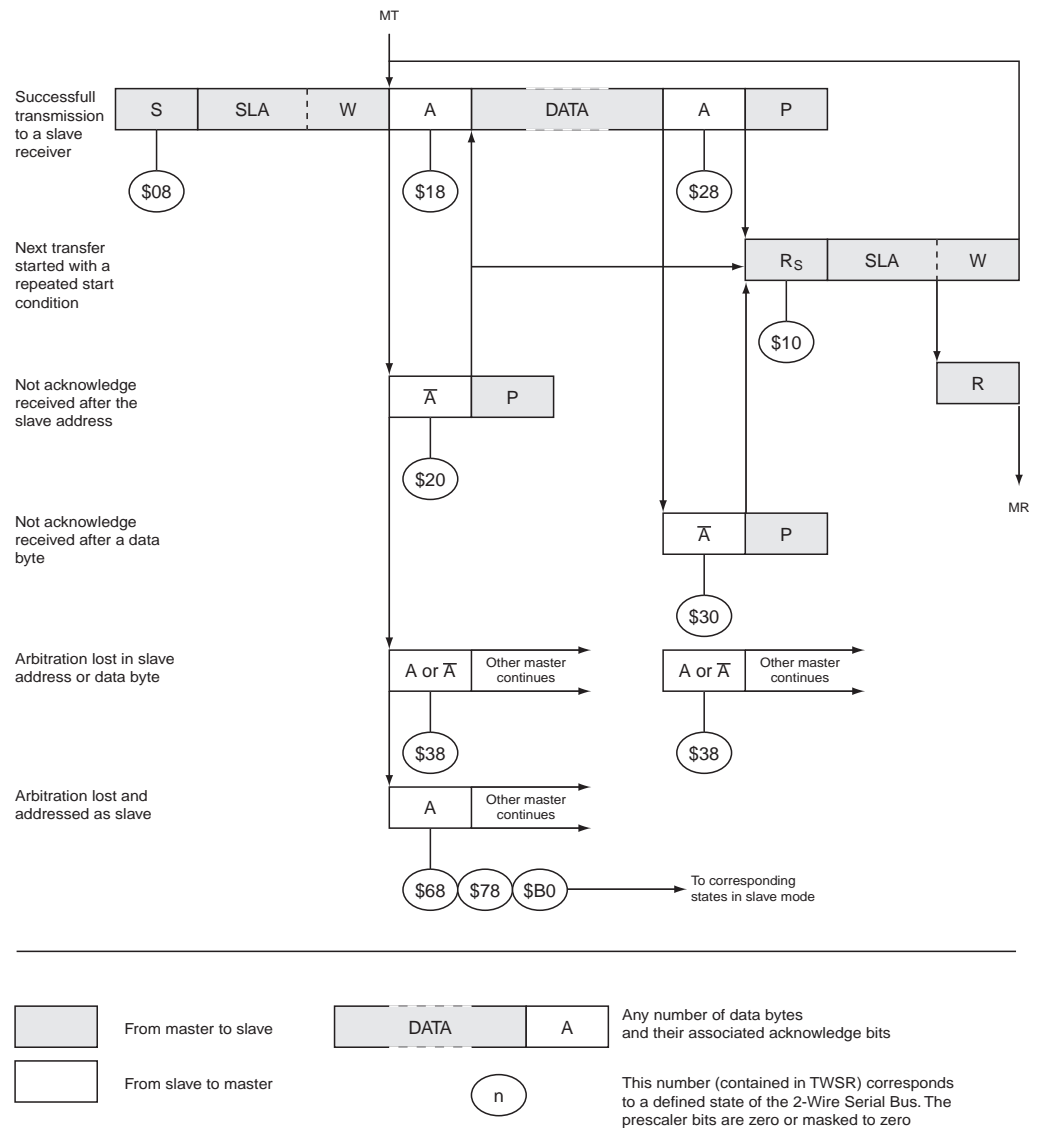 MT
Successfull
transmission
to a slave
receiver
S SLA W A DATA A P
$08 $18 $28
Next transfer
started with a
repeated start
condition
RS SLA W
$10
Not acknowledge
received after the
slave address
A̅ P
R
$20
MR
Not acknowledge
received after a data
byte
A̅ P
$30
Arbitration lost in slave
address or data byte
A or A̅
Other master
continues
A or A̅
Other master
continues
$38 $38
Arbitration lost and
addressed as slave
A
Other master
continues
$68 $78 $B0
To corresponding
states in slave mode
From master to slave
DATA A
Any number of data bytes
and their associated acknowledge bits
From slave to master
n
This number (contained in TWSR) corresponds
to a defined state of the 2-Wire Serial Bus. The
prescaler bits are zero or masked to zero